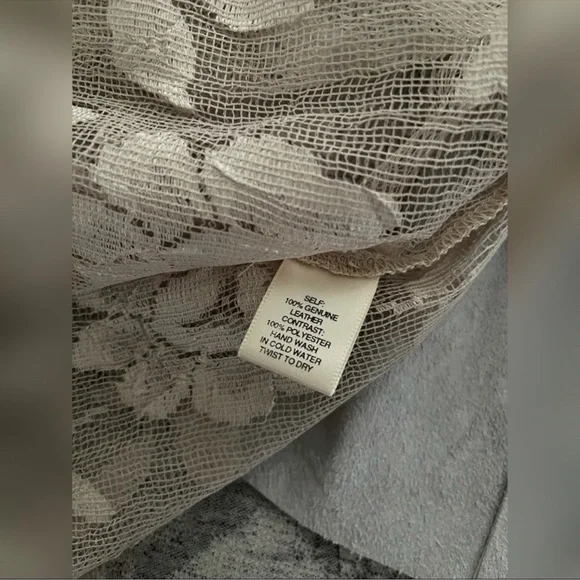 SELF:
100% GENUINE
LEATHER
CONTRAST:
100% POLYESTER
HAND WASH
IN COLD WATER
TWIST TO DRY